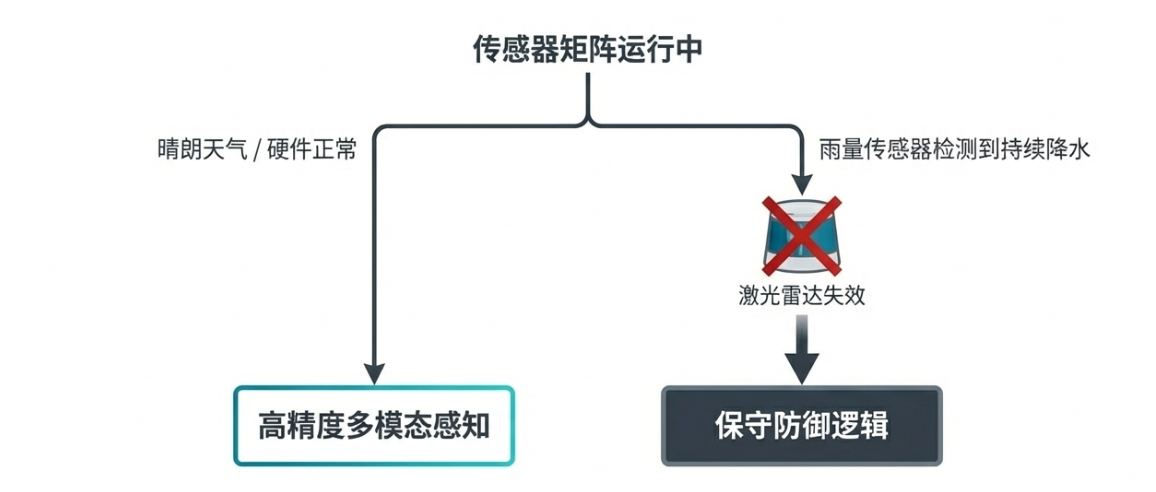 传感器矩阵运行中
晴朗天气 / 硬件正常
雨量传感器检测到持续降水
激光雷达失效
高精度多模态感知
保守防御逻辑